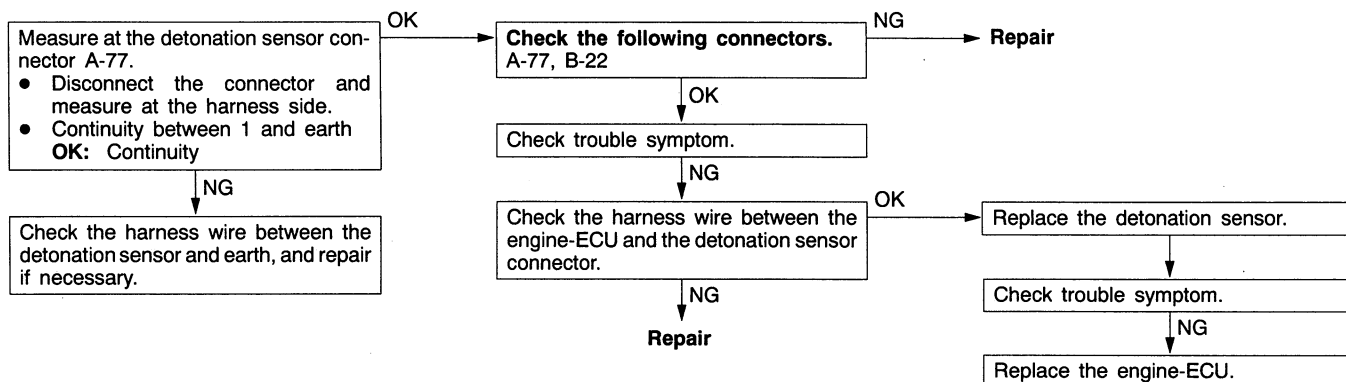 Measure at the detonation sensor con-
nector A-77.
● Disconnect the connector and
measure at the harness side.
● Continuity between 1 and earth
OK: Continuity
OK
NG
Check the harness wire between the
detonation sensor and earth, and repair
if necessary.
Check the following connectors.
A-77, B-22
NG
Repair
OK
Check trouble symptom.
NG
Check the harness wire between the
engine-ECU and the detonation sensor
connector.
NG
Repair
OK
Replace the detonation sensor.
Check trouble symptom.
NG
Replace the engine-ECU.